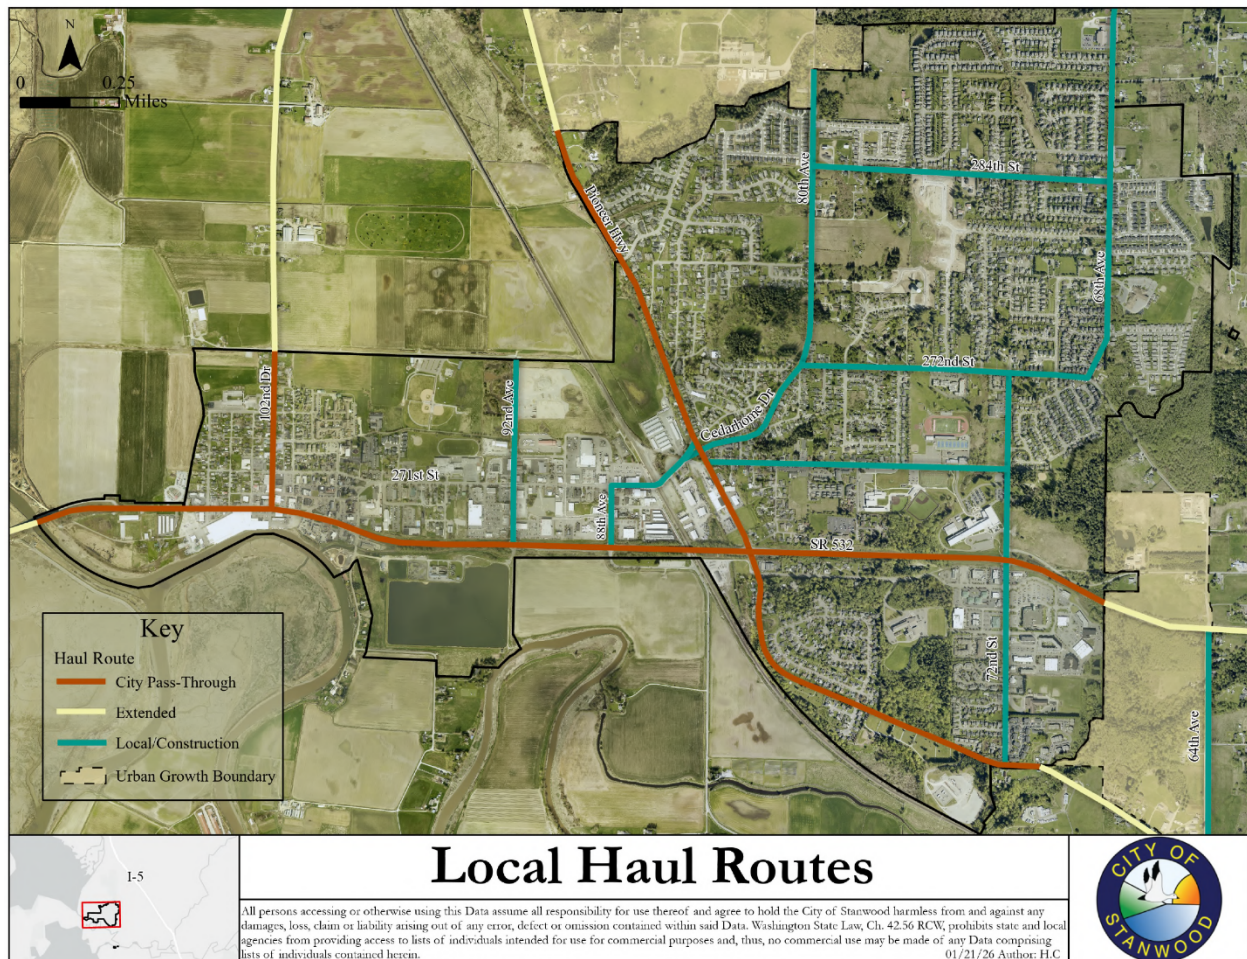 N
0 0.25
Miles
Pioneer Hwy
80th Ave
284th St
68th Ave
272nd St
Cedarhome Dr
102nd Dr
92nd Ave
271st St
88th Ave
SR 532
72nd St
64th Ave
Key
Haul Route
City Pass-Through
Extended
Local/Construction
Urban Growth Boundary
I-5
Local Haul Routes
All persons accessing or otherwise using this Data assume all responsibility for use thereof and agree to hold the City of Stanwood harmless from and against any
damages, loss, claim or liability arising out of any error, defect or omission contained within said Data. Washington State Law, Ch. 42.56 RCW, prohibits state and local
agencies from providing access to lists of individuals intended for use for commercial purposes and, thus, no commercial use may be made of any Data comprising
lists of individuals contained herein.
01/21/26 Author: H.C
CITY OF
STANWOOD